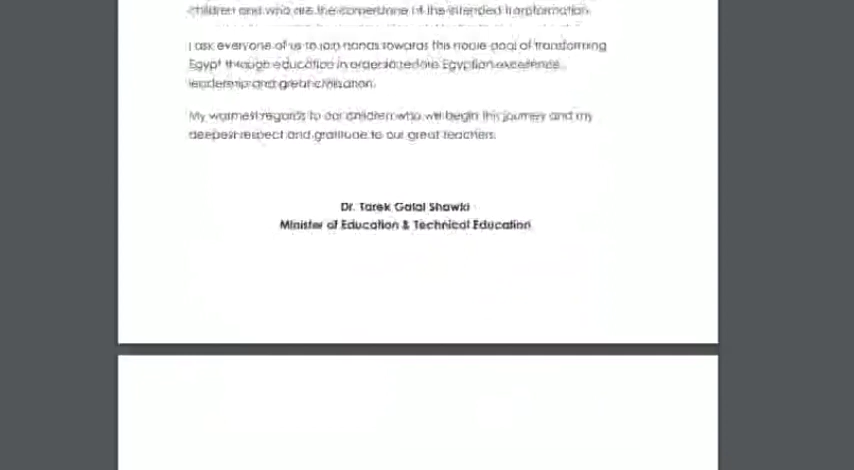 children and who are the cornerstone of the intended transformation.
I ask everyone of us to join hands towards this noble goal of transforming
Egypt through education in order to restore Egyptian excellence,
leadership and great civilisation.
My warmest regards to our children who will begin this journey and my
deepest respect and gratitude to our great teachers.
Dr. Tarek Galal Shawki
Minister of Education & Technical Education